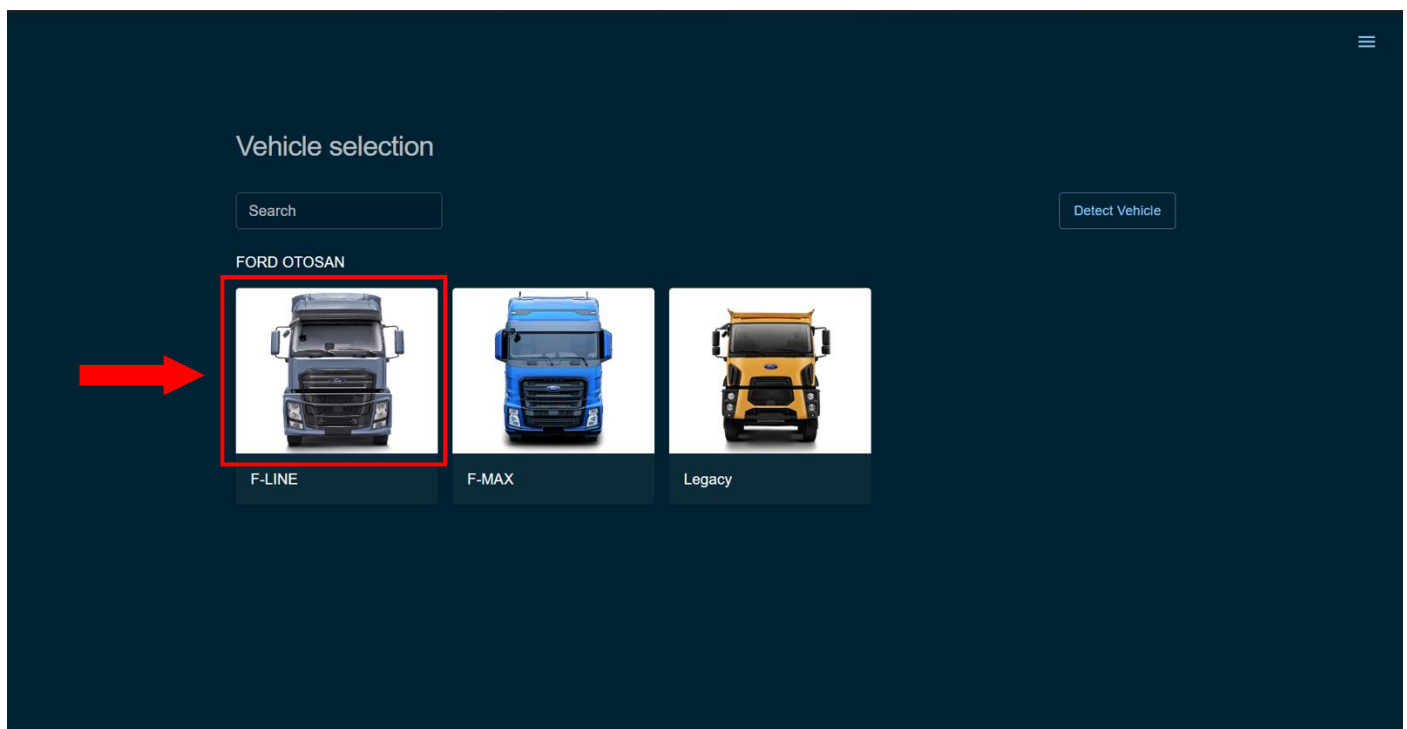 Vehicle selection
Search
Detect Vehicle
FORD OTOSAN
F-LINE
F-MAX
Legacy